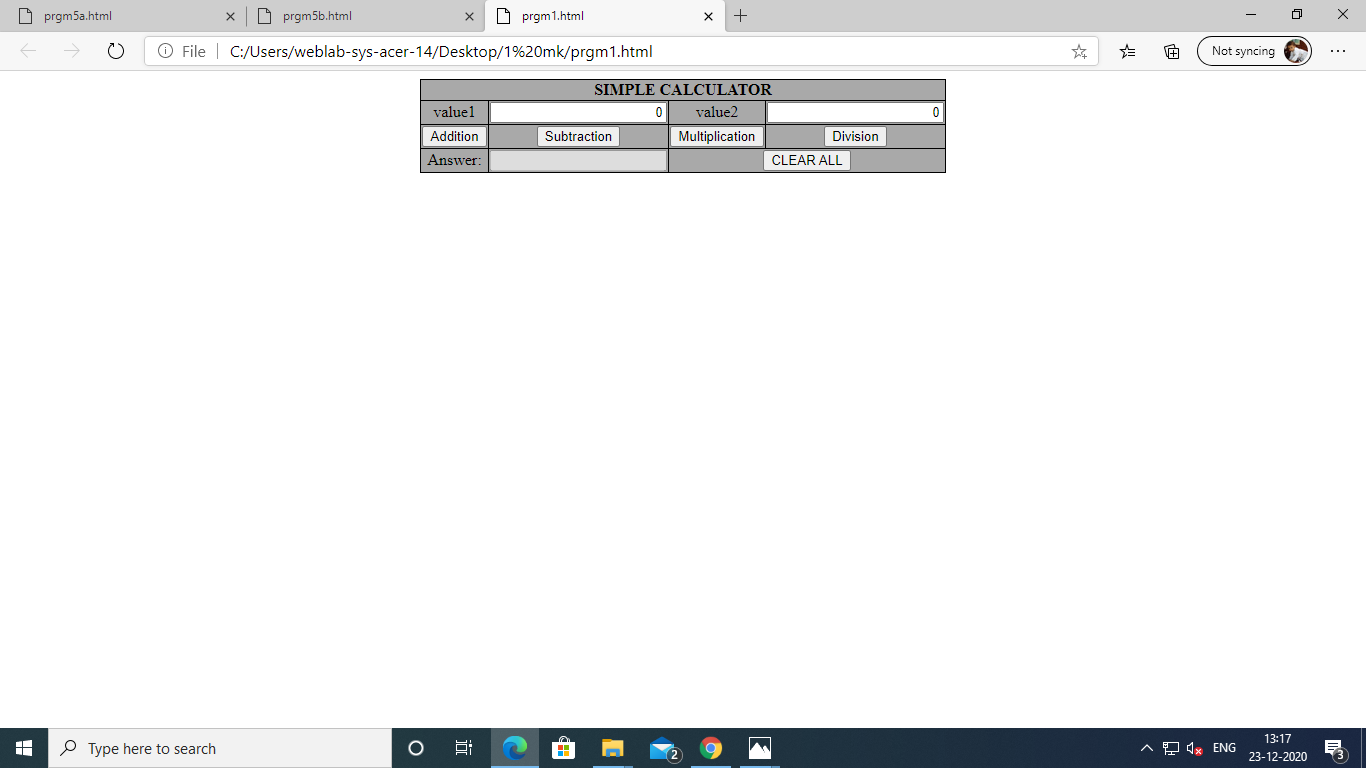 prgm5a.html prgm5b.html prgm1.html
File C:/Users/weblab-sys-acer-14/Desktop/1%20mk/prgm1.html Not syncing
SIMPLE CALCULATOR
value1 0 value2 0
Addition Subtraction Multiplication Division
Answer: CLEAR ALL
Type here to search 2 ENG 13:17 3
23-12-2020